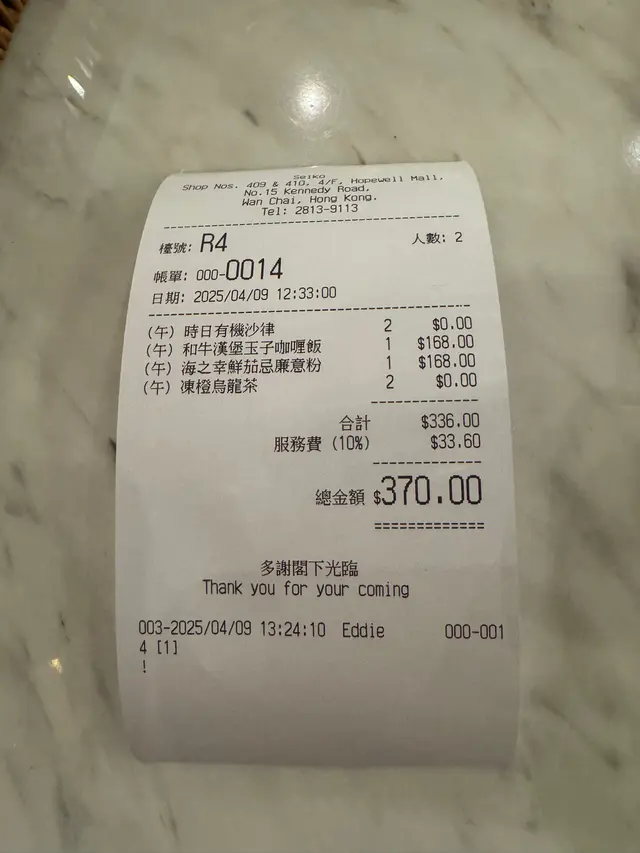 Seiko
Shop Nos. 409 & 410, 4/F, Hopewell Mall,
No.15 Kennedy Road,
Wan Chai, Hong Kong.
Tel: 2813-9113
檯號: R4 人數: 2
帳單: 000-0014
日期: 2025/04/09 12:33:00
(午) 時日有機沙律 2 $0.00
(午) 和牛漢堡玉子咖喱飯 1 $168.00
(午) 海之幸鮮茄忌廉意粉 1 $168.00
(午) 凍橙烏龍茶 2 $0.00
合計 $336.00
服務費 (10%) $33.60
總金額 $370.00
多謝閣下光臨
Thank you for your coming
003-2025/04/09 13:24:10 Eddie 000-001
4 [1]
!